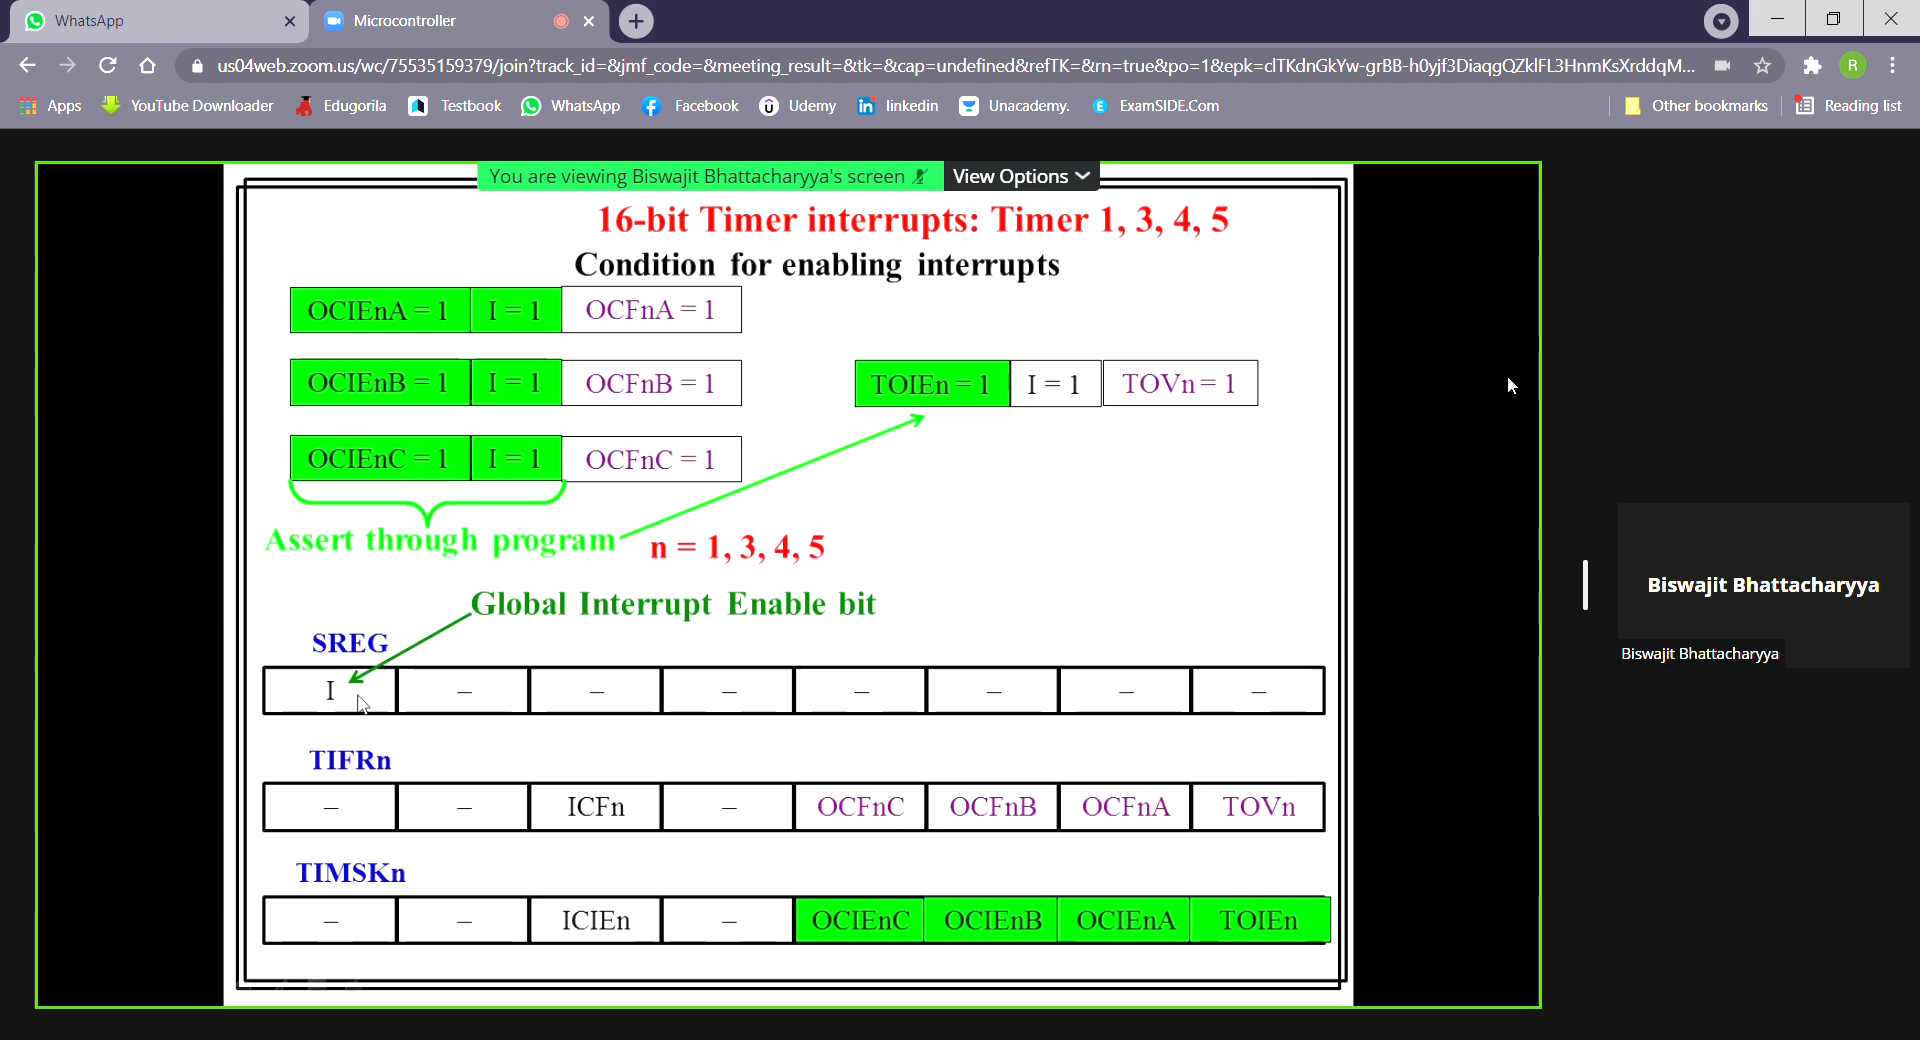 WhatsApp
Microcontroller
us04web.zoom.us/wc/75535159379/join?track_id=&jmf_code=&meeting_result=&tk=&cap=undefined&refTK=&rn=true&po=1&epk=clTKdnGkYw-grBB-h0yjf3DiaqgQZklFL3HnmKsXrddqM...
R
Apps YouTube Downloader Edugorila Testbook WhatsApp Facebook Udemy linkedin Unacademy. ExamSIDE.Com Other bookmarks Reading list
You are viewing Biswajit Bhattacharyya's screen View Options
16-bit Timer interrupts: Timer 1, 3, 4, 5
Condition for enabling interrupts
OCIEnA = 1 I = 1 OCFnA = 1
OCIEnB = 1 I = 1 OCFnB = 1 TOIEn = 1 I = 1 TOVn = 1
OCIEnC = 1 I = 1 OCFnC = 1
Assert through program n = 1, 3, 4, 5
Global Interrupt Enable bit
SREG
I – – – – – – –
TIFRn
– – ICFn – OCFnC OCFnB OCFnA TOVn
TIMSKn
– – ICIEn – OCIEnC OCIEnB OCIEnA TOIEn
Biswajit Bhattacharyya
Biswajit Bhattacharyya